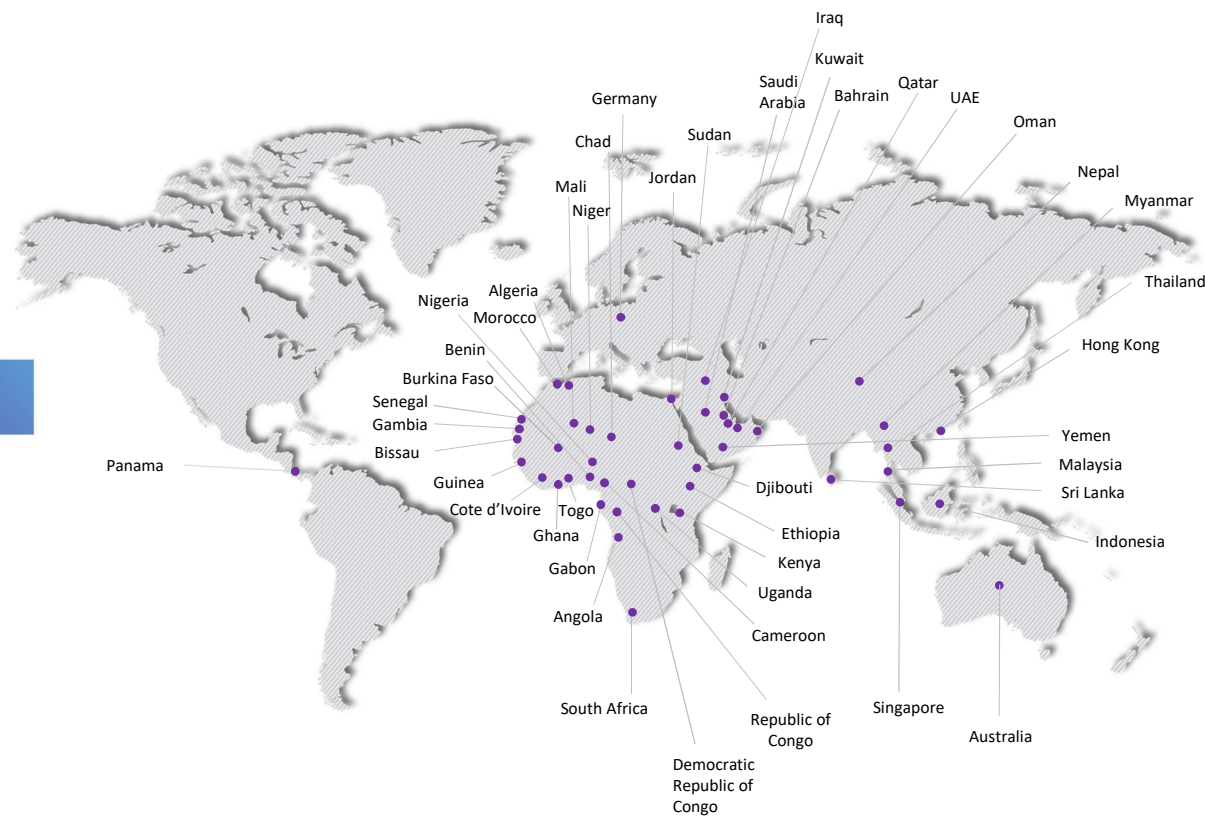 Iraq
Kuwait
Saudi
Arabia
Qatar
Bahrain
UAE
Germany
Oman
Sudan
Chad
Nepal
Jordan
Mali
Myanmar
Niger
Thailand
Algeria
Nigeria
Morocco
Hong Kong
Benin
Burkina Faso
Senegal
Gambia
Yemen
Bissau
Panama
Malaysia
Guinea
Djibouti
Sri Lanka
Cote d’Ivoire
Togo
Ghana
Ethiopia
Indonesia
Kenya
Gabon
Uganda
Angola
Cameroon
South Africa
Singapore
Republic of
Congo
Australia
Democratic
Republic of
Congo